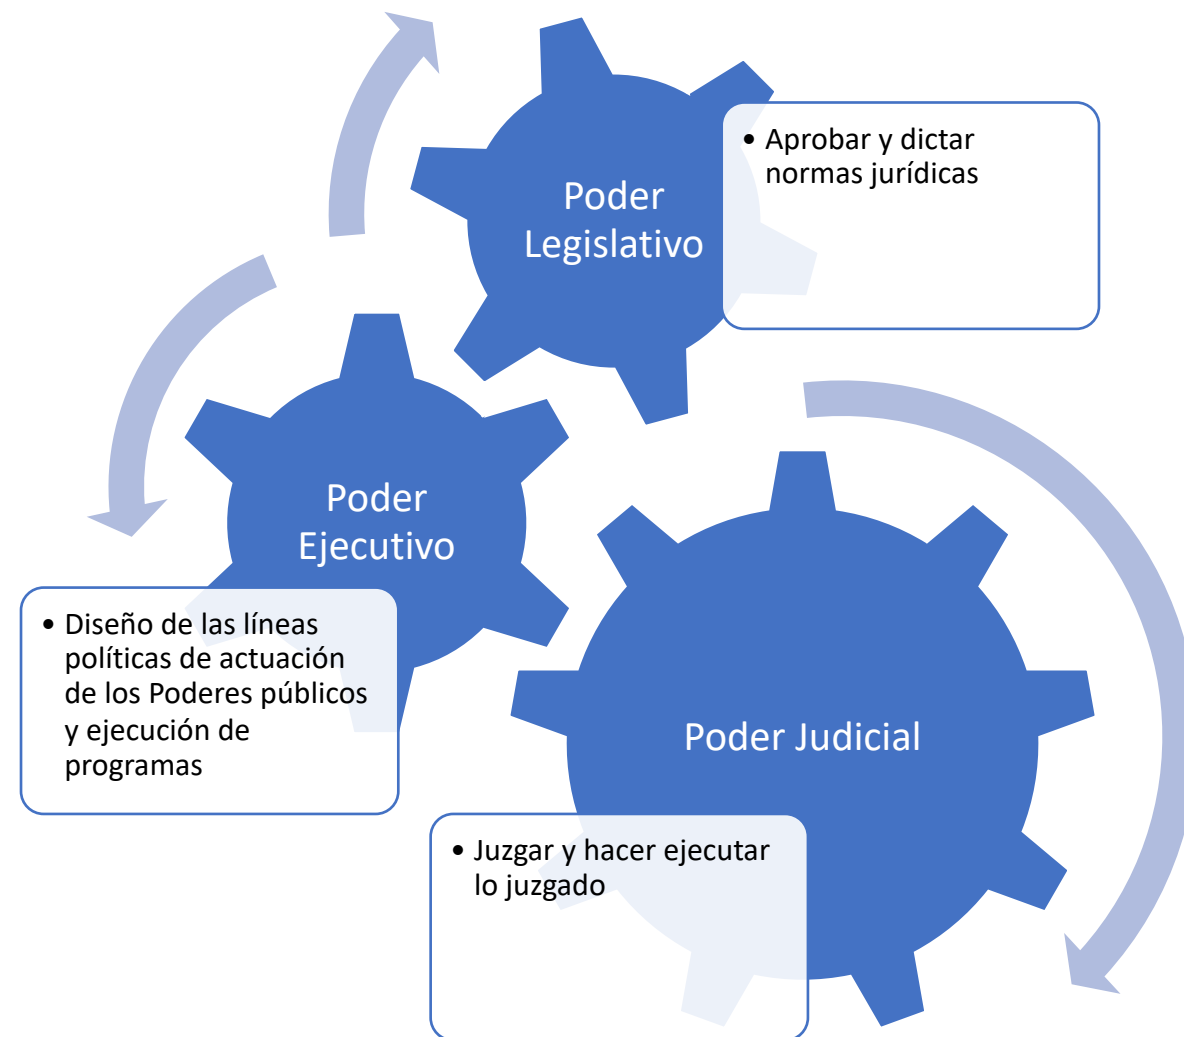 Poder
Legislativo
• Aprobar y dictar
normas jurídicas
Poder
Ejecutivo
• Diseño de las líneas
políticas de actuación
de los Poderes públicos
y ejecución de
programas
Poder Judicial
• Juzgar y hacer ejecutar
lo juzgado